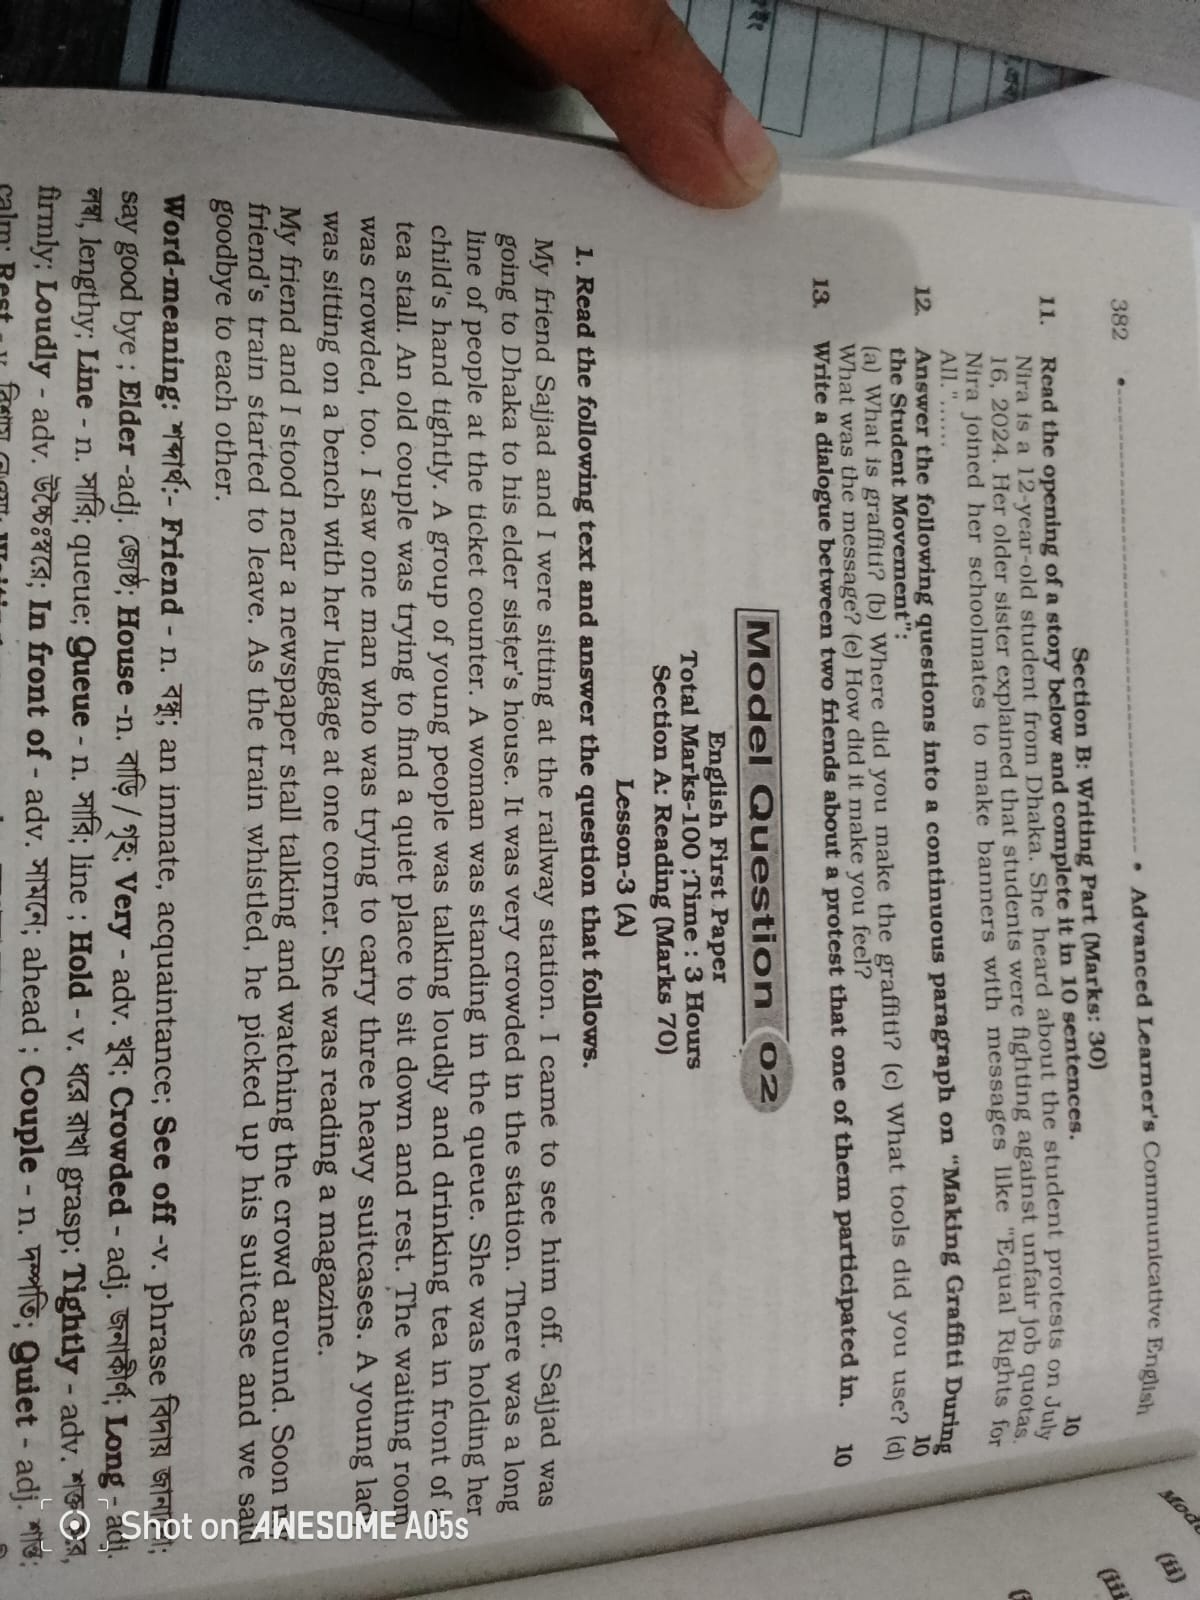 382 • Advanced Learner's Communicative English
Section B: Writing Part (Marks: 30)
11. Read the opening of a story below and complete it in 10 sentences. 10
Nira is a 12-year-old student from Dhaka. She heard about the student protests on July
16, 2024. Her older sister explained that students were fighting against unfair job quotas.
Nira joined her schoolmates to make banners with messages like "Equal Rights for
All."......
12. Answer the following questions into a continuous paragraph on “Making Graffiti During
the Student Movement": 10
(a) What is graffiti? (b) Where did you make the graffiti? (c) What tools did you use? (d)
What was the message? (e) How did it make you feel?
13. Write a dialogue between two friends about a protest that one of them participated in. 10
Model Question 02
English First Paper
Total Marks-100 ;Time : 3 Hours
Section A: Reading (Marks 70)
Lesson-3 (A)
1. Read the following text and answer the question that follows.
My friend Sajjad and I were sitting at the railway station. I came to see him off. Sajjad was
going to Dhaka to his elder sister's house. It was very crowded in the station. There was a long
line of people at the ticket counter. A woman was standing in the queue. She was holding her
child's hand tightly. A group of young people was talking loudly and drinking tea in front of
tea stall. An old couple was trying to find a quiet place to sit down and rest. The waiting room
was crowded, too. I saw one man who was trying to carry three heavy suitcases. A young
was sitting on a bench with her luggage at one corner. She was reading a magazine.
My friend and I stood near a newspaper stall talking and watching the crowd around. Soon
friend's train started to leave. As the train whistled, he picked up his suitcase and we said
goodbye to each other.
Word-meaning: শব্দার্থ:- Friend - n. বন্ধু; an inmate, acquaintance; See off -v. phrase বিদায়
say good bye ; Elder -adj. জ্যেষ্ঠ; House -n. বাড়ি / গৃহ; Very - adv. খুব; Crowded - adj. জনাকীর্ণ; Long - adj.
লম্বা, lengthy; Line - n. সারি; queue; Queue - n. সারি; line ; Hold - v. ধরে রাখা grasp; Tightly - adv.
firmly; Loudly - adv. উচ্চৈঃস্বরে; In front of - adv. সামনে; ahead ; Couple - n. দম্পতি; Quiet - adj. শান্ত;
calm; Rest - v.
Mode
(ii)
(iii
Shot on AWESOME A05s